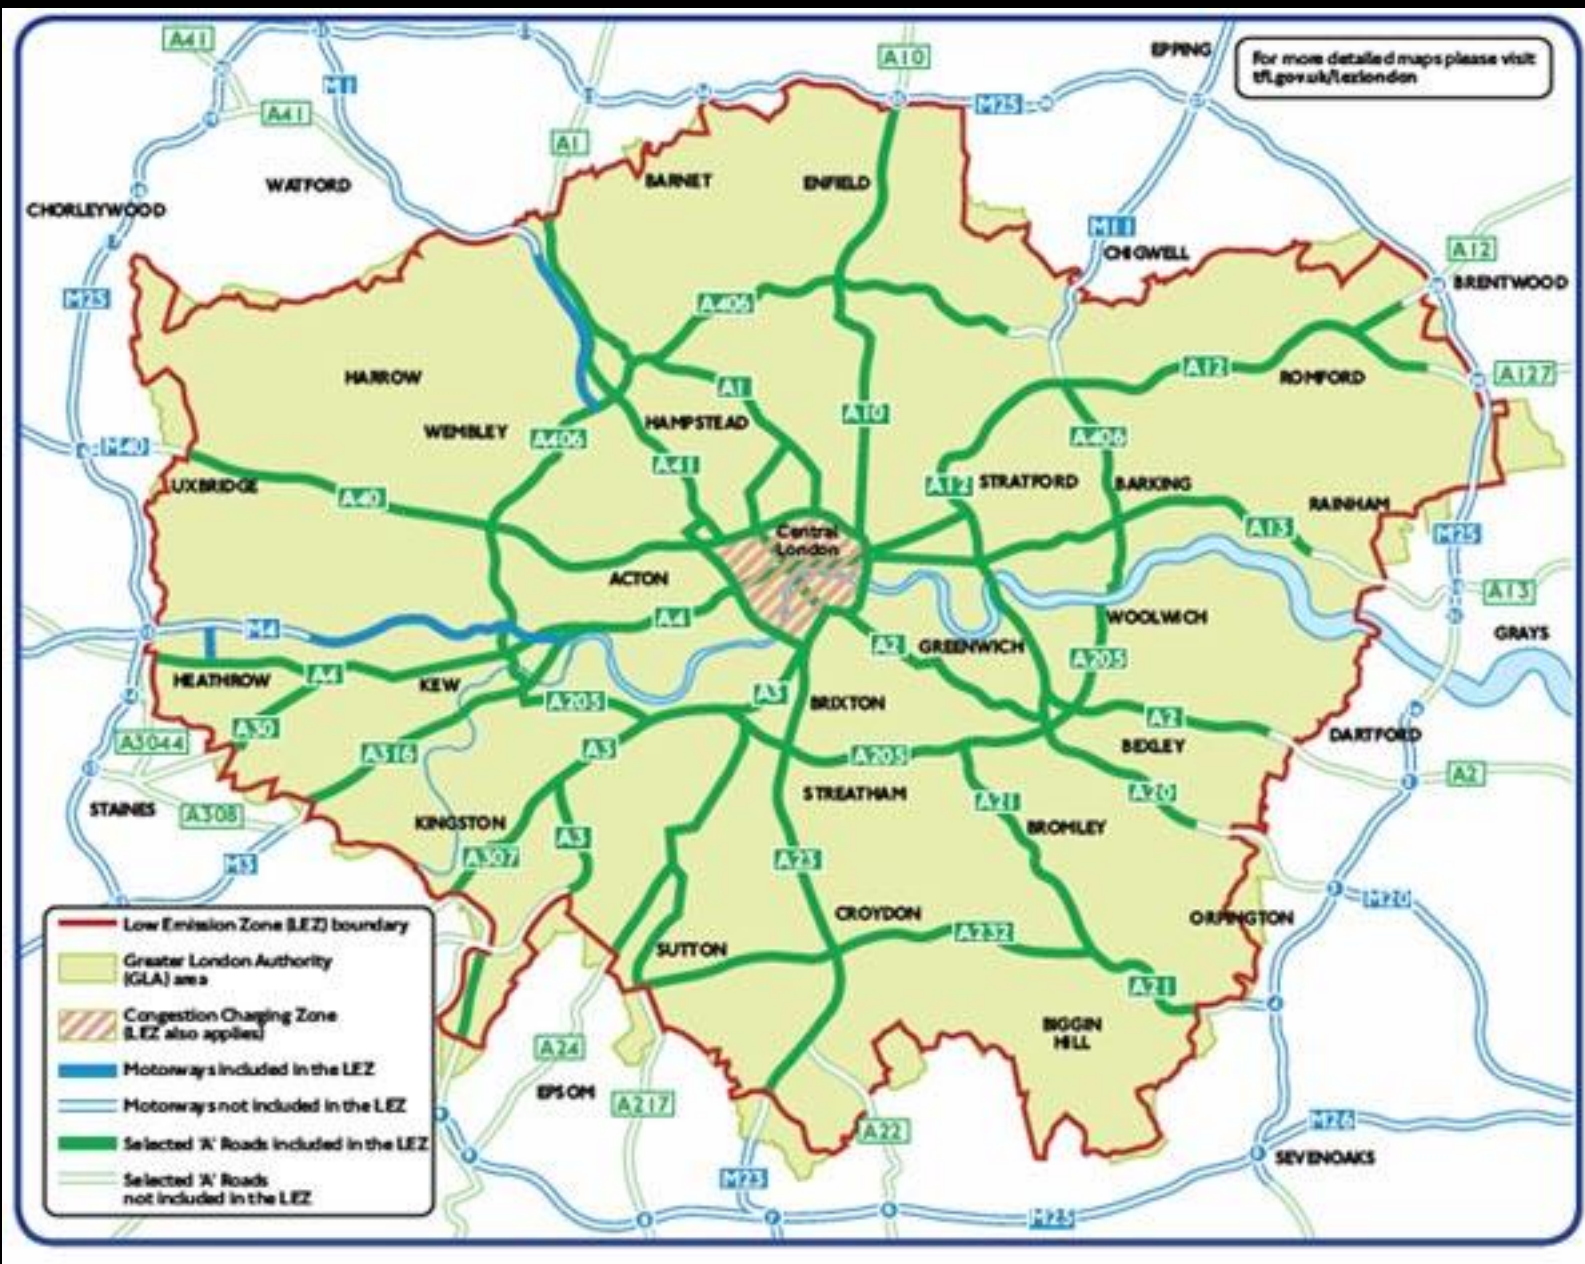 A41
A10
EPPING
For more detailed maps please visit
tfl.gov.uk/lezlondon
M1
M25
A41
A1
BARNET
ENFIELD
WATFORD
CHORLEYWOOD
M11
CHIGWELL
A12
BRENTWOOD
M25
A406
HARROW
A1
A12
ROMFORD
A127
WEMBLEY
A406
HAMPSTEAD
A10
A406
M40
UXBRIDGE
A40
A41
A12
STRATFORD
BARKING
RAINHAM
Central
London
A13
M25
ACTON
A13
M4
A4
A2
GREENWICH
WOOLWICH
GRAYS
HEATHROW
A4
KEW
A205
A3
BRIXTON
A205
A3044
A30
A316
A3
A205
A2
BEXLEY
DARTFORD
A2
STAINES
A308
STREATHAM
A21
A20
KINGSTON
A307
A3
A23
BROMLEY
M3
M20
CROYDON
A232
ORPINGTON
SUTTON
A21
BIGGIN
HILL
A24
EPSOM
A217
A22
M26
SEVENOAKS
M23
M25
Low Emission Zone (LEZ) boundary
Greater London Authority
(GLA) area
Congestion Charging Zone
(LEZ also applies)
Motorways included in the LEZ
Motorways not included in the LEZ
Selected 'A' Roads included in the LEZ
Selected 'A' Roads
not included in the LEZ